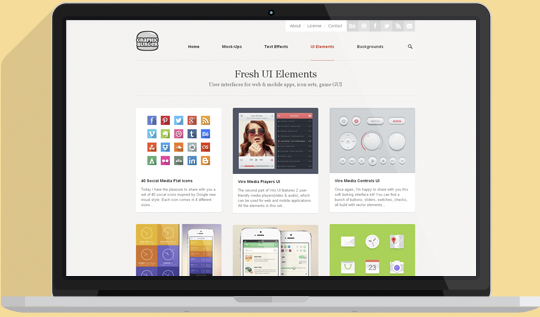 About License Contact
GRAPHIC
BURGER
Home Mock-Ups Text Effects UI Elements Backgrounds
Fresh UI Elements
User interfaces for web & mobile apps, icon sets, game GUI
40 Social Media Flat Icons
Today I have the pleasure to share with you a
set of 40 social icons inspired by Google new
visual style. Each icon comes in 4 different
Vire Media Players UI
The second part of Vire UI features 2 user-
friendly media players (video & audio), which
can be used for web and mobile applications.
All the elements in this set
Vire Media Controls UI
Once again, I'm happy to share with you this
soft looking interface kit! You can find a
bunch of buttons, sliders, switches, checks,
all build with vector elements
23